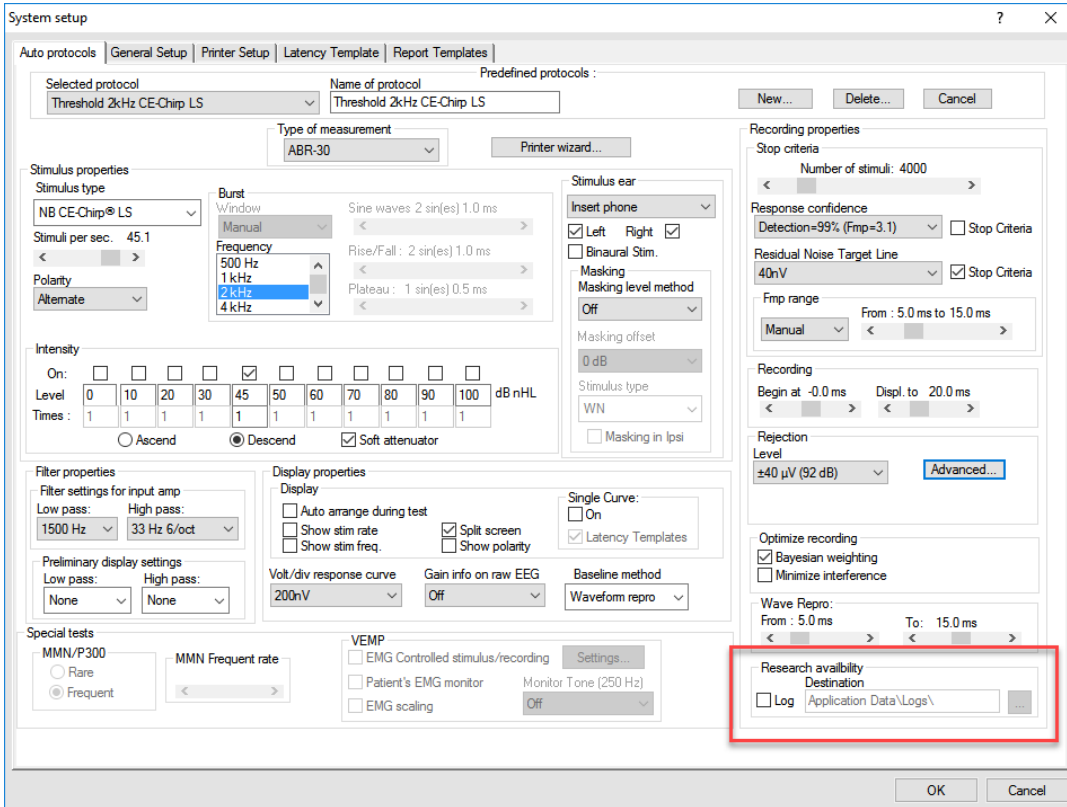 System setup
?
Auto protocols
General Setup
Printer Setup
Latency Template
Report Templates
Predefined protocols :
Selected protocol
Threshold 2kHz CE-Chirp LS
Name of protocol
Threshold 2kHz CE-Chirp LS
New...
Delete...
Cancel
Type of measurement
ABR-30
Printer wizard...
Stimulus properties
Stimulus type
NB CE-Chirp® LS
Stimuli per sec. 45.1
Polarity
Alternate
Burst
Window
Manual
Frequency
500 Hz
1 kHz
2 kHz
4 kHz
Sine waves 2 sin(es) 1.0 ms
Rise/Fall : 2 sin(es) 1.0 ms
Plateau : 1 sin(es) 0.5 ms
Stimulus ear
Insert phone
Left Right
Binaural Stim.
Masking
Masking level method
Off
Masking offset
0 dB
Stimulus type
WN
Masking in Ipsi
Intensity
On:
Level 0 10 20 30 45 50 60 70 80 90 100 dB nHL
Times : 1 1 1 1 1 1 1 1 1 1 1
Ascend Descend Soft attenuator
Filter properties
Filter settings for input amp
Low pass: High pass:
1500 Hz 33 Hz 6/oct
Preliminary display settings
Low pass: High pass:
None None
Display properties
Display
Auto arrange during test
Show stim rate
Show stim freq.
Split screen
Show polarity
Single Curve:
On
Latency Templates
Volt/div response curve
200nV
Gain info on raw EEG
Off
Baseline method
Waveform repro
Special tests
MMN/P300
Rare
Frequent
MMN Frequent rate
VEMP
EMG Controlled stimulus/recording
Settings...
Patient's EMG monitor
EMG scaling
Monitor Tone (250 Hz)
Off
Recording properties
Stop criteria
Number of stimuli: 4000
Response confidence
Detection=99% (Fmp=3.1)
Stop Criteria
Residual Noise Target Line
40nV
Stop Criteria
Fmp range
Manual
From : 5.0 ms to 15.0 ms
Recording
Begin at -0.0 ms Displ. to 20.0 ms
Rejection
Level
±40 µV (92 dB)
Advanced...
Optimize recording
Bayesian weighting
Minimize interference
Wave Repro:
From : 5.0 ms To: 15.0 ms
Research availbility
Destination
Log Application Data\Logs\
...
OK
Cancel